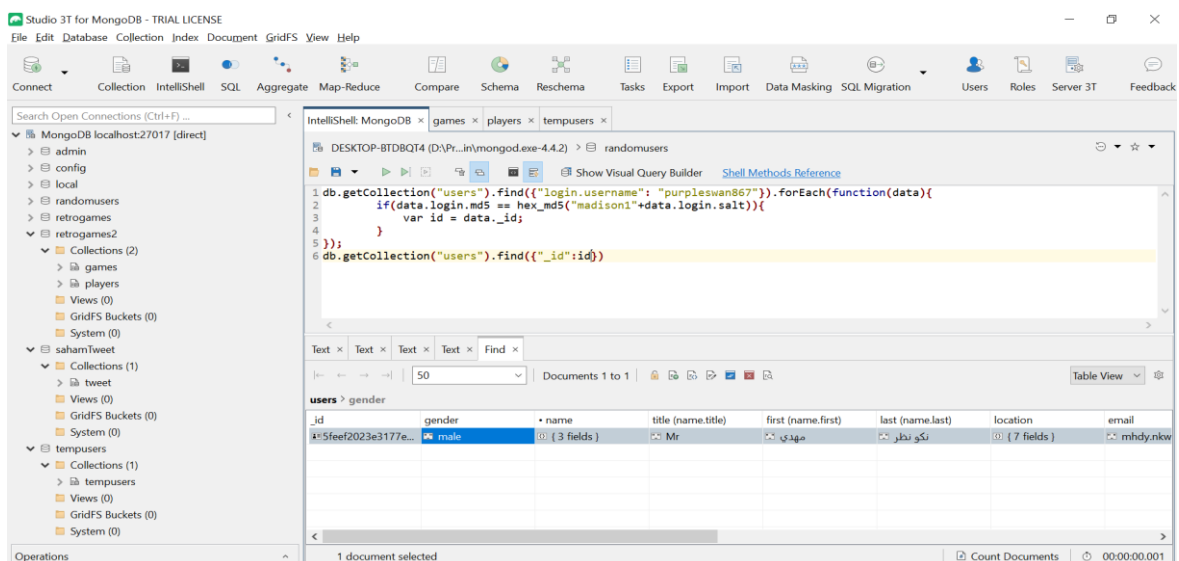 Studio 3T for MongoDB - TRIAL LICENSE
File Edit Database Collection Index Document GridFS View Help
Connect Collection IntelliShell SQL Aggregate Map-Reduce Compare Schema Reschema Tasks Export Import Data Masking SQL Migration Users Roles Server 3T Feedback
Search Open Connections (Ctrl+F) ...
MongoDB localhost:27017 [direct]
admin
config
local
randomusers
retrogames
retrogames2
Collections (2)
games
players
Views (0)
GridFS Buckets (0)
System (0)
sahamTweet
Collections (1)
tweet
Views (0)
GridFS Buckets (0)
System (0)
tempusers
Collections (1)
tempusers
Views (0)
GridFS Buckets (0)
System (0)
Operations
IntelliShell: MongoDB × games × players × tempusers ×
DESKTOP-BTDBQT4 (D:\Pr...in\mongod.exe-4.4.2) > randomusers
Show Visual Query Builder Shell Methods Reference
1 db.getCollection("users").find({"login.username": "purpleswan867"}).forEach(function(data){
2 if(data.login.md5 == hex_md5("madison1"+data.login.salt)){
3 var id = data._id;
4 }
5 });
6 db.getCollection("users").find({"_id":id})
Text × Text × Text × Text × Find ×
50 Documents 1 to 1 Table View
users > gender
_id gender name title (name.title) first (name.first) last (name.last) location email
5feef2023e3177e... male { 3 fields } Mr مهدي نكو نظر { 7 fields } mhdy.nkw
1 document selected Count Documents 00:00:00.001